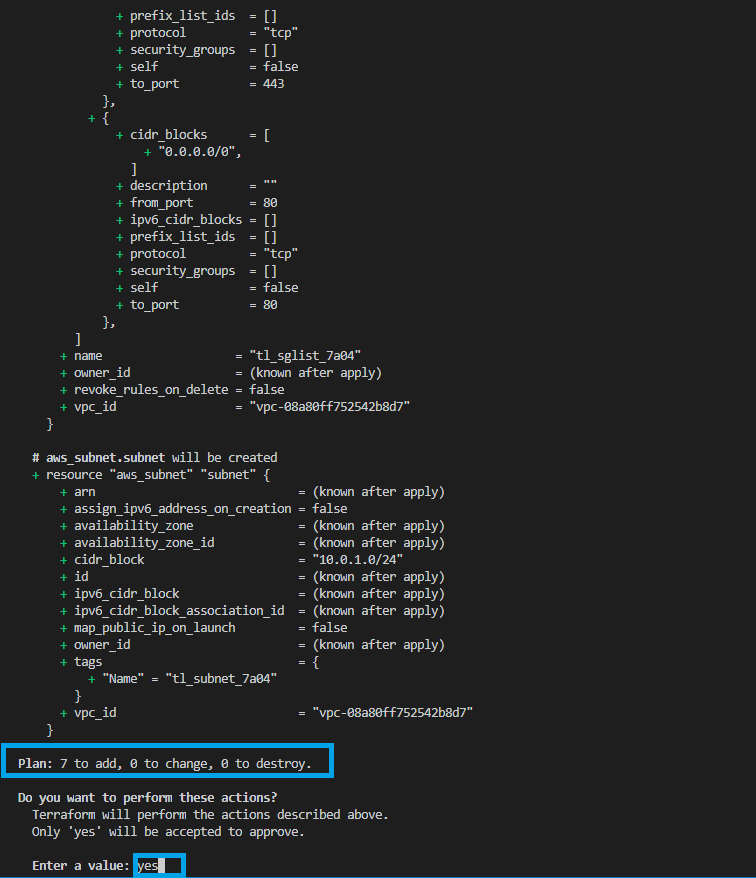 + prefix_list_ids  = []
+ protocol         = "tcp"
+ security_groups  = []
+ self             = false
+ to_port          = 443
},
+ {
+ cidr_blocks      = [
+ "0.0.0.0/0",
]
+ description      = ""
+ from_port        = 80
+ ipv6_cidr_blocks = []
+ prefix_list_ids  = []
+ protocol         = "tcp"
+ security_groups  = []
+ self             = false
+ to_port          = 80
},
]
+ name                   = "tl_sglist_7a04"
+ owner_id               = (known after apply)
+ revoke_rules_on_delete = false
+ vpc_id                 = "vpc-08a80ff752542b8d7"
}
# aws_subnet.subnet will be created
+ resource "aws_subnet" "subnet" {
+ arn                             = (known after apply)
+ assign_ipv6_address_on_creation = false
+ availability_zone               = (known after apply)
+ availability_zone_id            = (known after apply)
+ cidr_block                      = "10.0.1.0/24"
+ id                              = (known after apply)
+ ipv6_cidr_block                 = (known after apply)
+ ipv6_cidr_block_association_id  = (known after apply)
+ map_public_ip_on_launch         = false
+ owner_id                        = (known after apply)
+ tags                            = {
+ "Name" = "tl_subnet_7a04"
}
+ vpc_id                          = "vpc-08a80ff752542b8d7"
}
Plan: 7 to add, 0 to change, 0 to destroy.
Do you want to perform these actions?
Terraform will perform the actions described above.
Only 'yes' will be accepted to approve.
Enter a value: yes